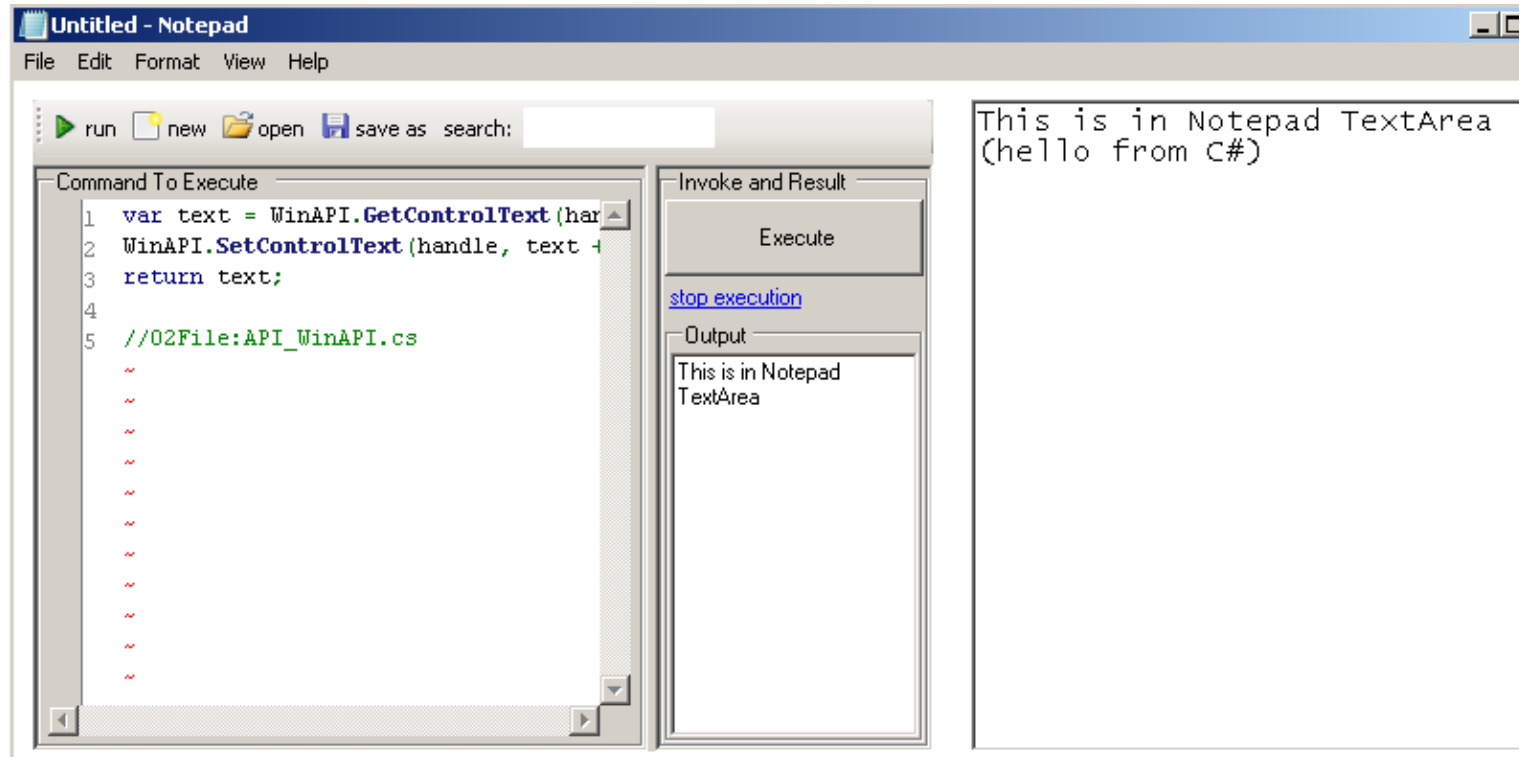 Untitled - Notepad
File Edit Format View Help
run new open save as search:
Command To Execute
1 var text = WinAPI.GetControlText(har
2 WinAPI.SetControlText(handle, text +
3 return text;
4
5 //O2File:API_WinAPI.cs
~
~
~
~
~
~
~
~
~
~
~
Invoke and Result
Execute
stop execution
Output
This is in Notepad
TextArea
This is in Notepad TextArea
(hello from C#)